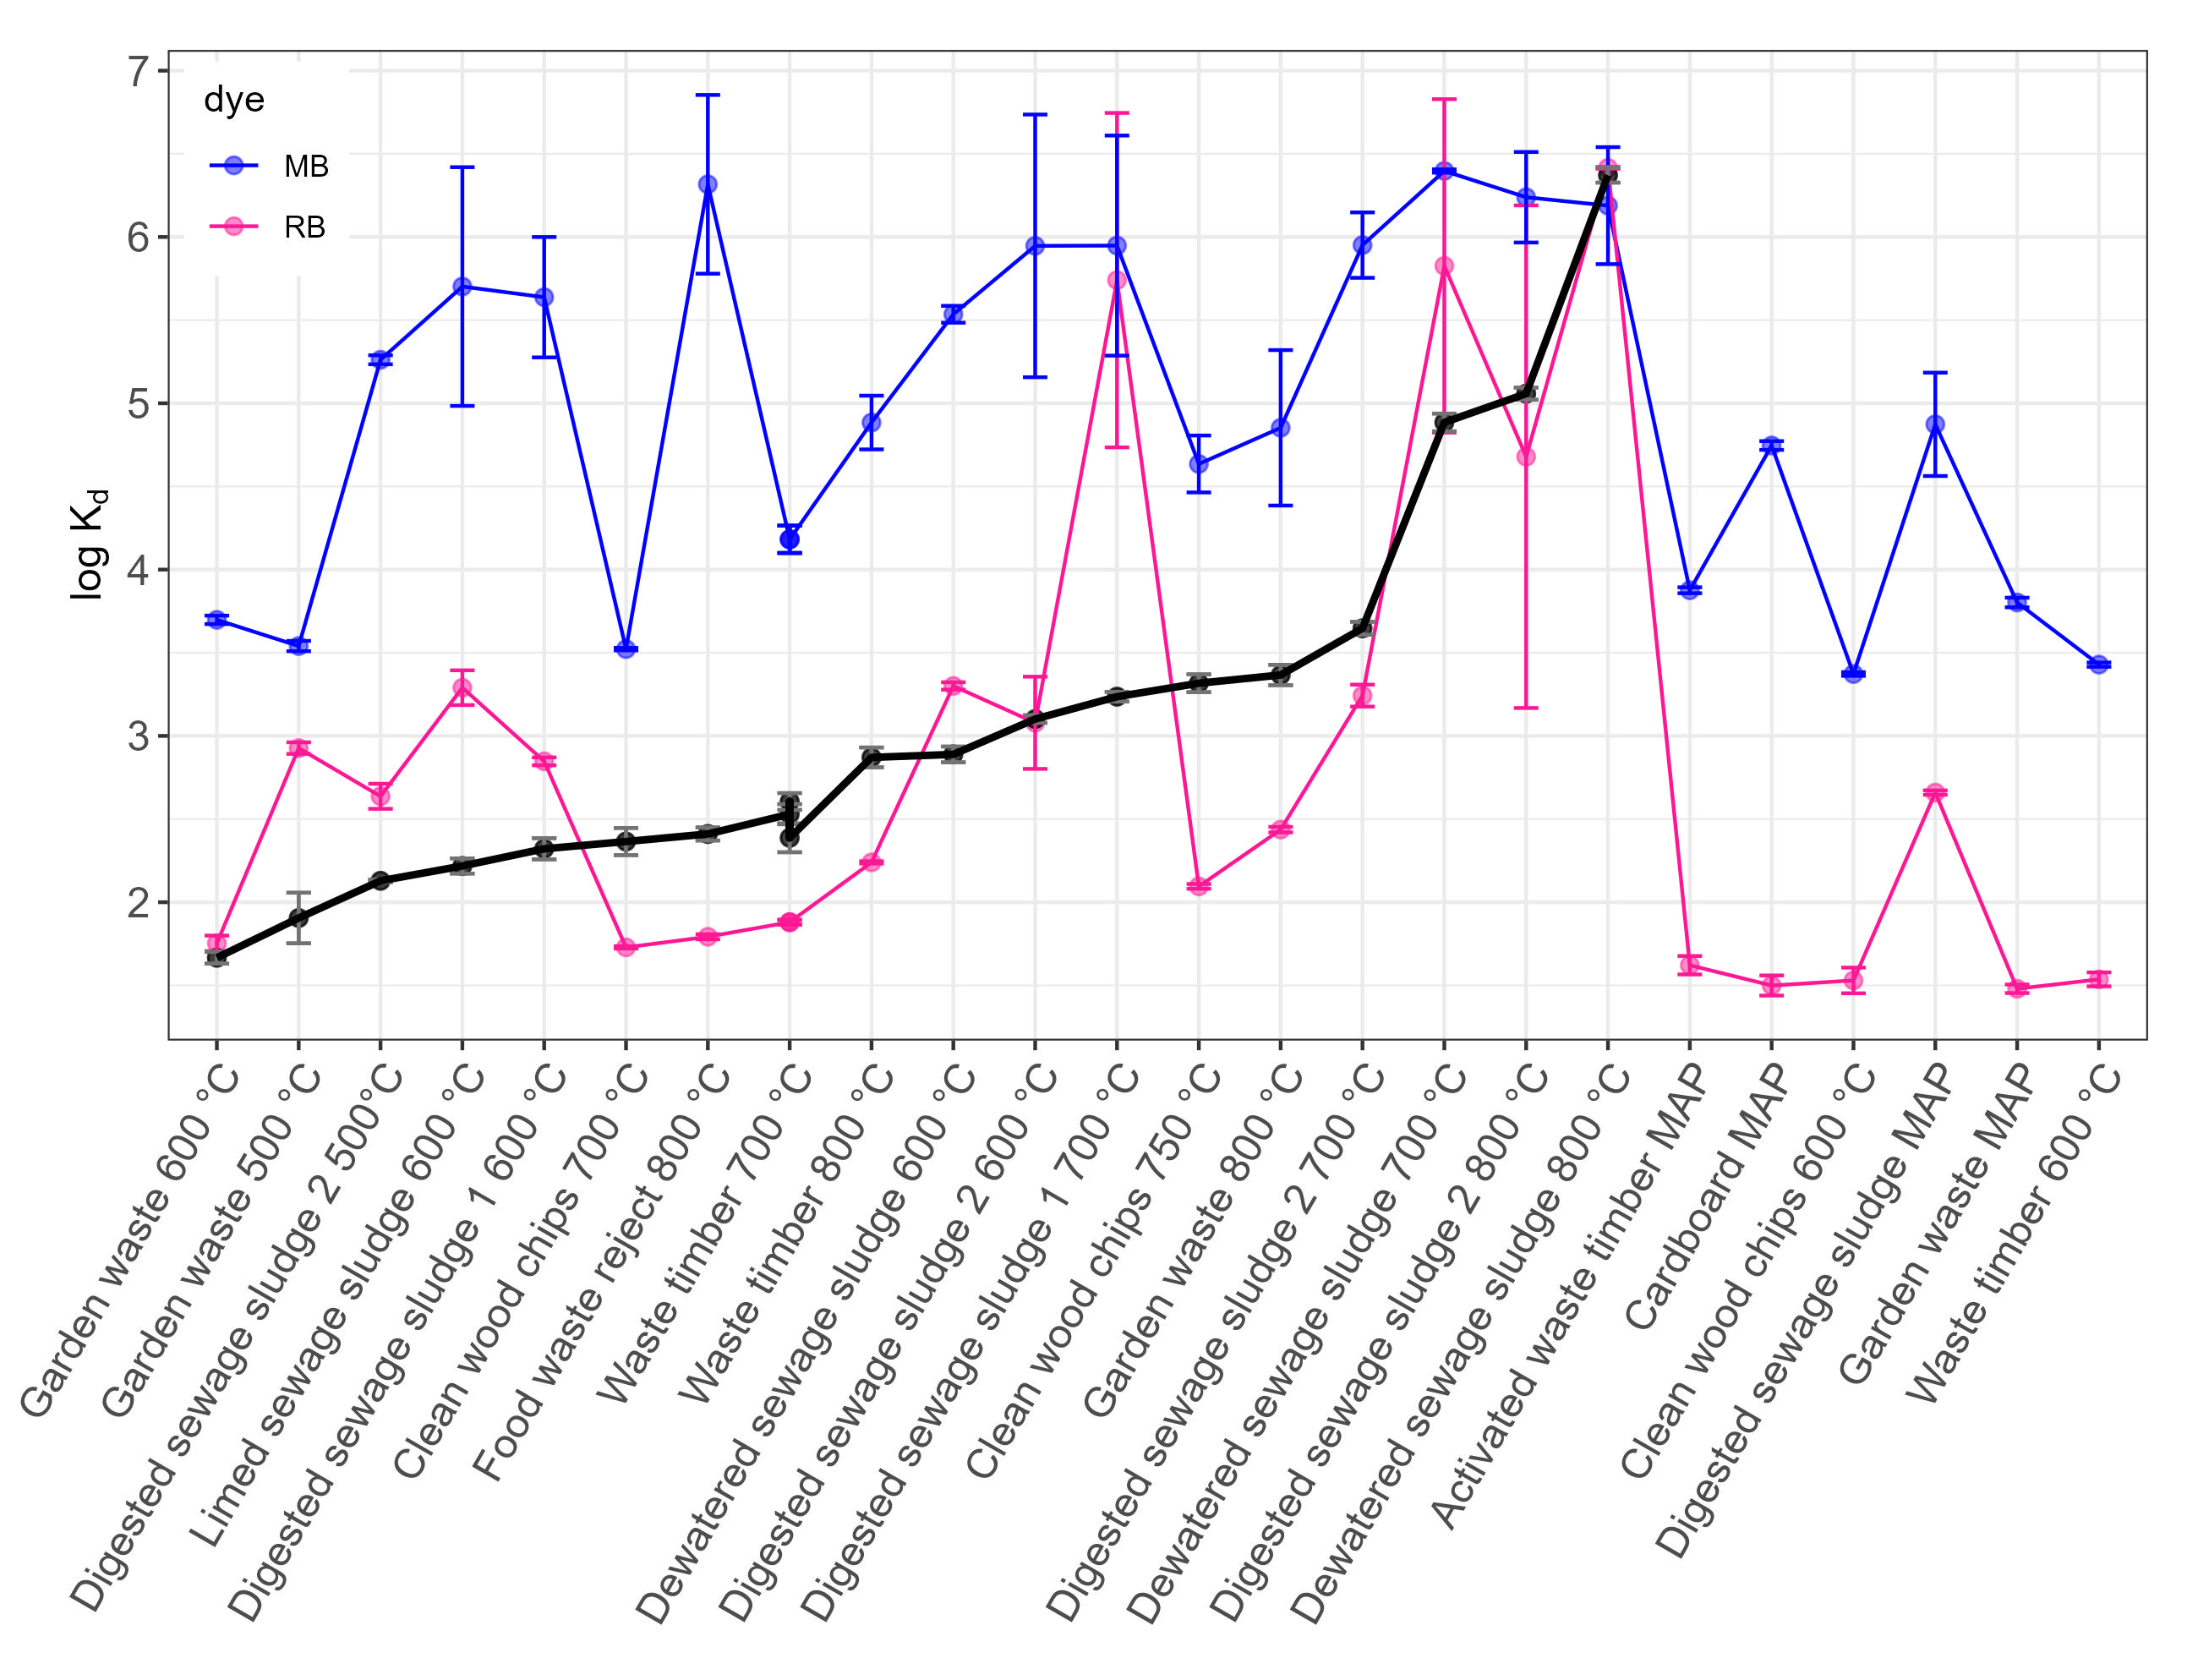 7
6
5
4
3
2
log Kd
dye
MB
RB
Garden waste 600 °C
Garden waste 500 °C
Digested sewage sludge 2 500°C
Limed sewage sludge 600 °C
Digested sewage sludge 1 600 °C
Clean wood chips 700 °C
Food waste reject 800 °C
Waste timber 700 °C
Waste timber 800 °C
Dewatered sewage sludge 600 °C
Digested sewage sludge 2 600 °C
Digested sewage sludge 1 700 °C
Clean wood chips 750 °C
Garden waste 800 °C
Digested sewage sludge 2 700 °C
Dewatered sewage sludge 700 °C
Digested sewage sludge 2 800 °C
Dewatered sewage sludge 800 °C
Activated waste timber MAP
Cardboard MAP
Clean wood chips 600 °C
Digested sewage sludge MAP
Garden waste MAP
Waste timber 600 °C